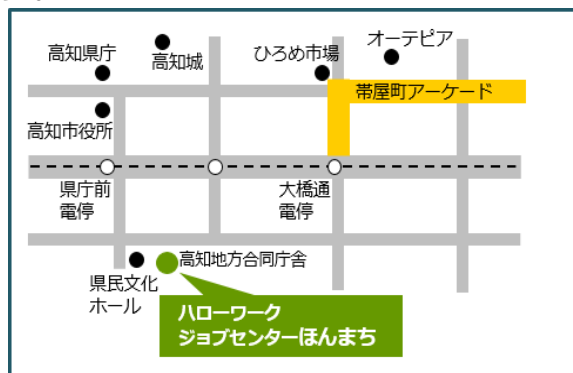 高知県庁
高知城
ひろめ市場
オーテピア
帯屋町アーケード
高知市役所
県庁前
電停
大橋通
電停
高知地方合同庁舎
県民文化
ホール
ハローワーク
ジョブセンターほんまち